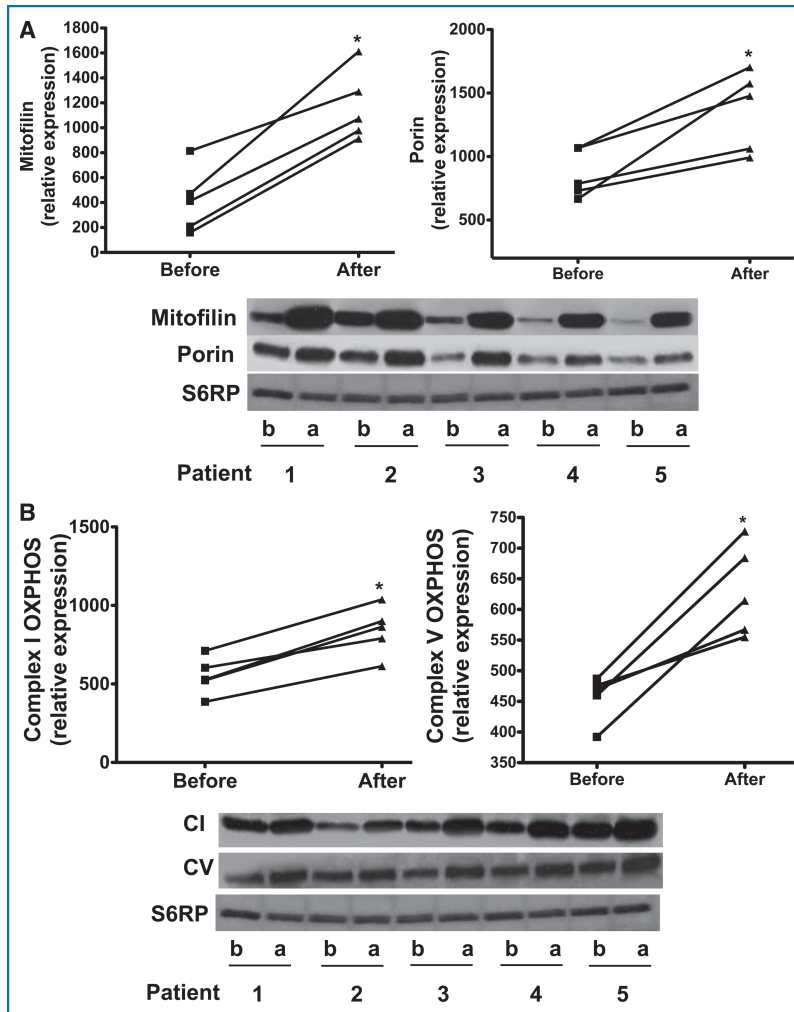 A
Mitofilin
(relative expression)
1800
1600
1400
1200
1000
800
600
400
200
0
*
Before
After
Porin
(relative expression)
2000
1500
1000
500
*
Before
After
Mitofilin
Porin
S6RP
b a b a b a b a b a
Patient 1 2 3 4 5
B
Complex I OXPHOS
(relative expression)
1500
1000
500
0
*
Before
After
Complex V OXPHOS
(relative expression)
750
700
650
600
550
500
450
400
350
*
Before
After
CI
CV
S6RP
b a b a b a b a b a
Patient 1 2 3 4 5